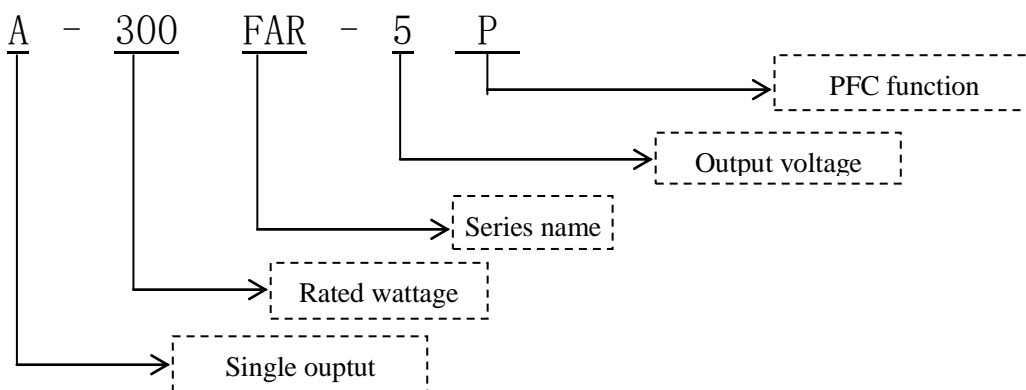 A - 300 FAR - 5 P
PFC function
Output voltage
Series name
Rated wattage
Single ouptut